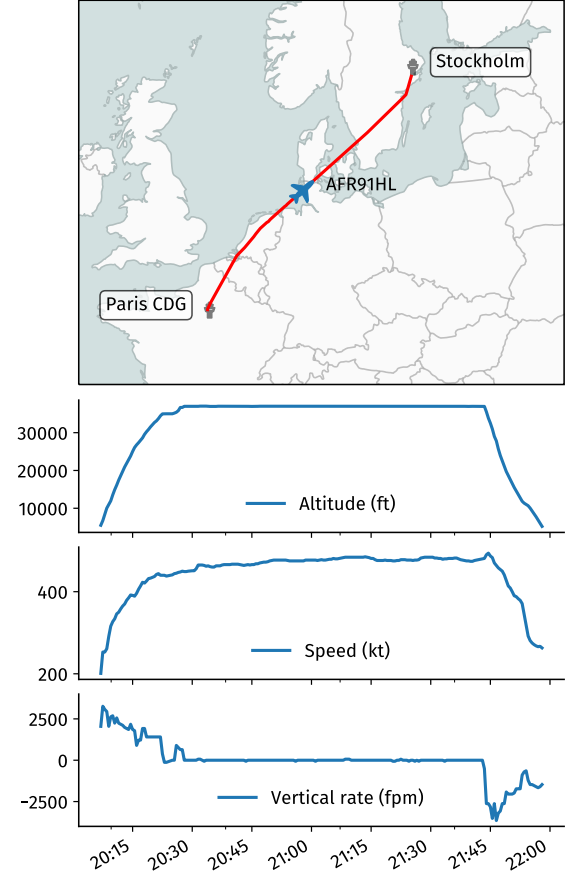 Stockholm
AFR91HL
Paris CDG
30000
20000
10000
Altitude (ft)
400
200
Speed (kt)
2500
0
−2500
Vertical rate (fpm)
20:15
20:30
20:45
21:00
21:15
21:30
21:45
22:00